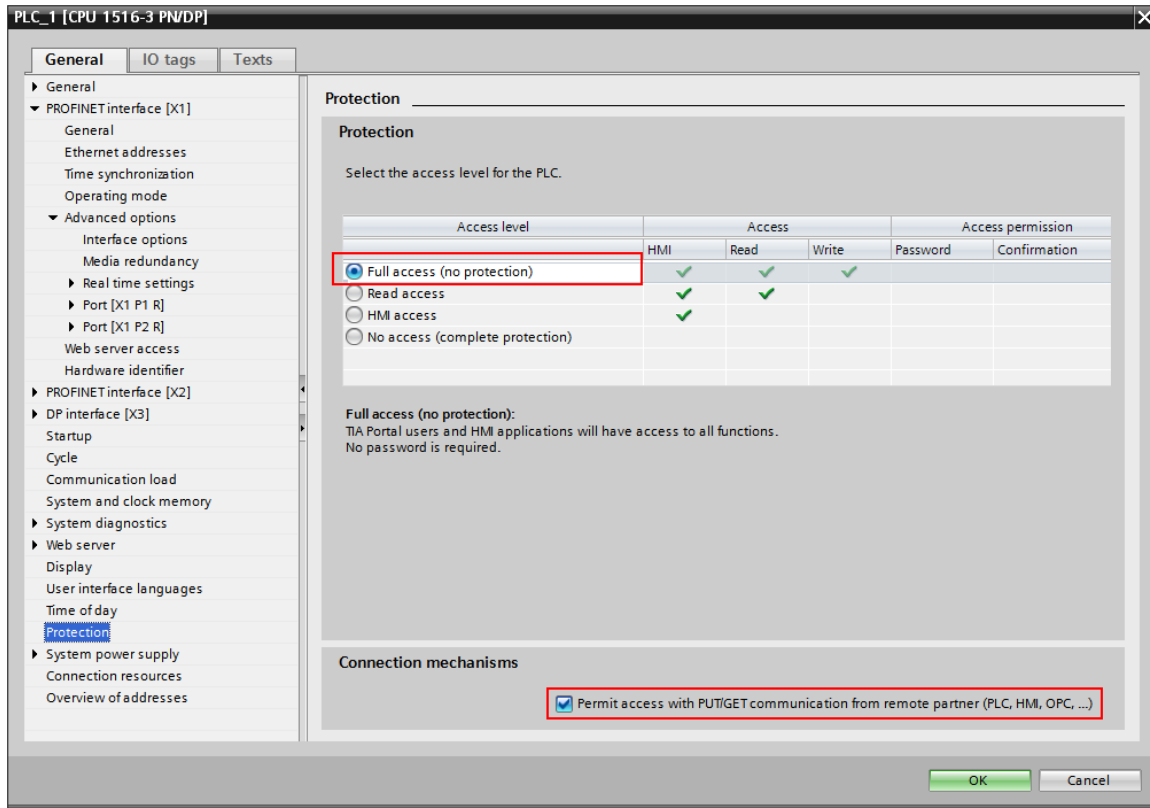 PLC_1 [CPU 1516-3 PN/DP]
General IO tags Texts
General
PROFINET interface [X1]
General
Ethernet addresses
Time synchronization
Operating mode
Advanced options
Interface options
Media redundancy
Real time settings
Port [X1 P1 R]
Port [X1 P2 R]
Web server access
Hardware identifier
PROFINET interface [X2]
DP interface [X3]
Startup
Cycle
Communication load
System and clock memory
System diagnostics
Web server
Display
User interface languages
Time of day
Protection
System power supply
Connection resources
Overview of addresses
Protection
Protection
Select the access level for the PLC.
Access level Access Access permission
HMI Read Write Password Confirmation
Full access (no protection)
Read access
HMI access
No access (complete protection)
Full access (no protection):
TIA Portal users and HMI applications will have access to all functions.
No password is required.
Connection mechanisms
Permit access with PUT/GET communication from remote partner (PLC, HMI, OPC, ...)
OK Cancel